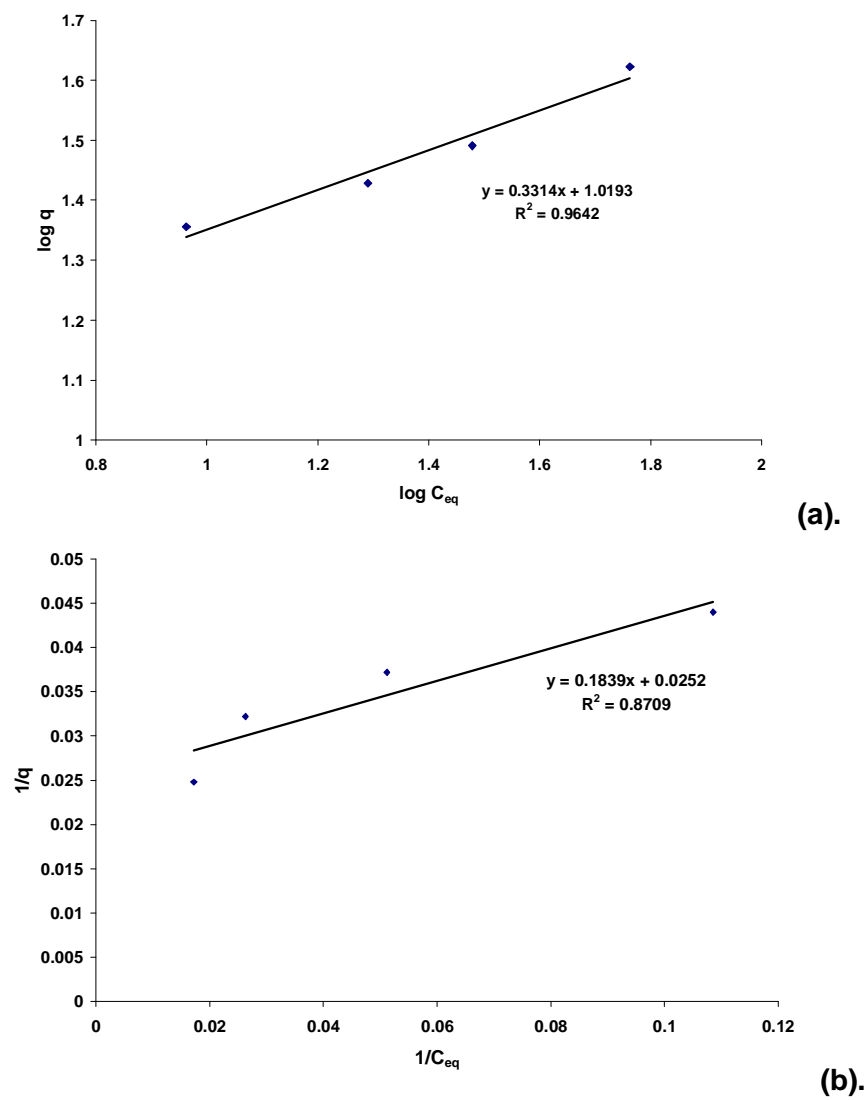 1.7
1.6
1.5
1.4
1.3
1.2
1.1
1
log q
y = 0.3314x + 1.0193
R² = 0.9642
0.8 1 1.2 1.4 1.6 1.8 2
log C_eq
(a).
0.05
0.045
0.04
0.035
0.03
0.025
0.02
0.015
0.01
0.005
0
1/q
y = 0.1839x + 0.0252
R² = 0.8709
0 0.02 0.04 0.06 0.08 0.1 0.12
1/C_eq
(b).